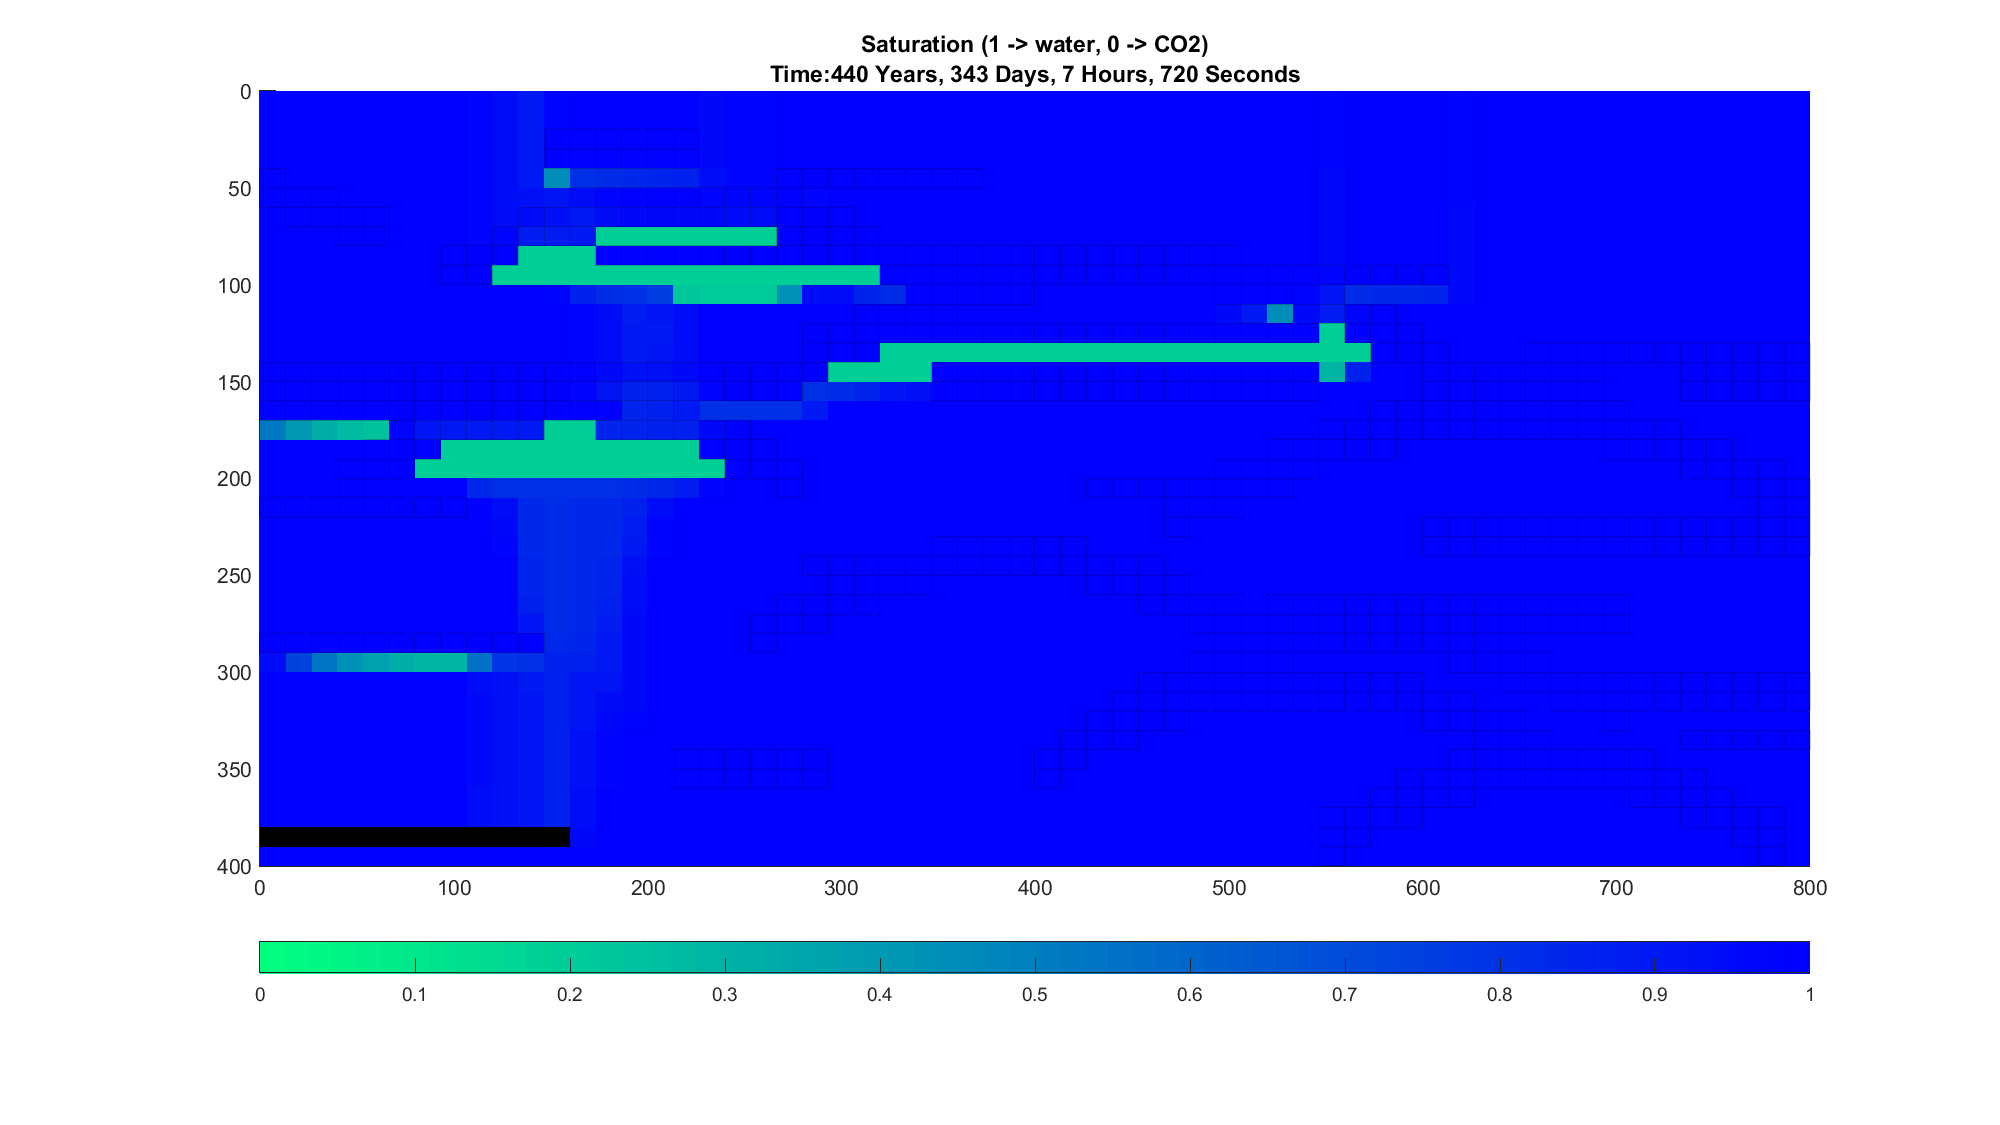 Saturation (1 -> water, 0 -> CO2)
Time:440 Years, 343 Days, 7 Hours, 720 Seconds
0
50
100
150
200
250
300
350
400
0 100 200 300 400 500 600 700 800
0 0.1 0.2 0.3 0.4 0.5 0.6 0.7 0.8 0.9 1